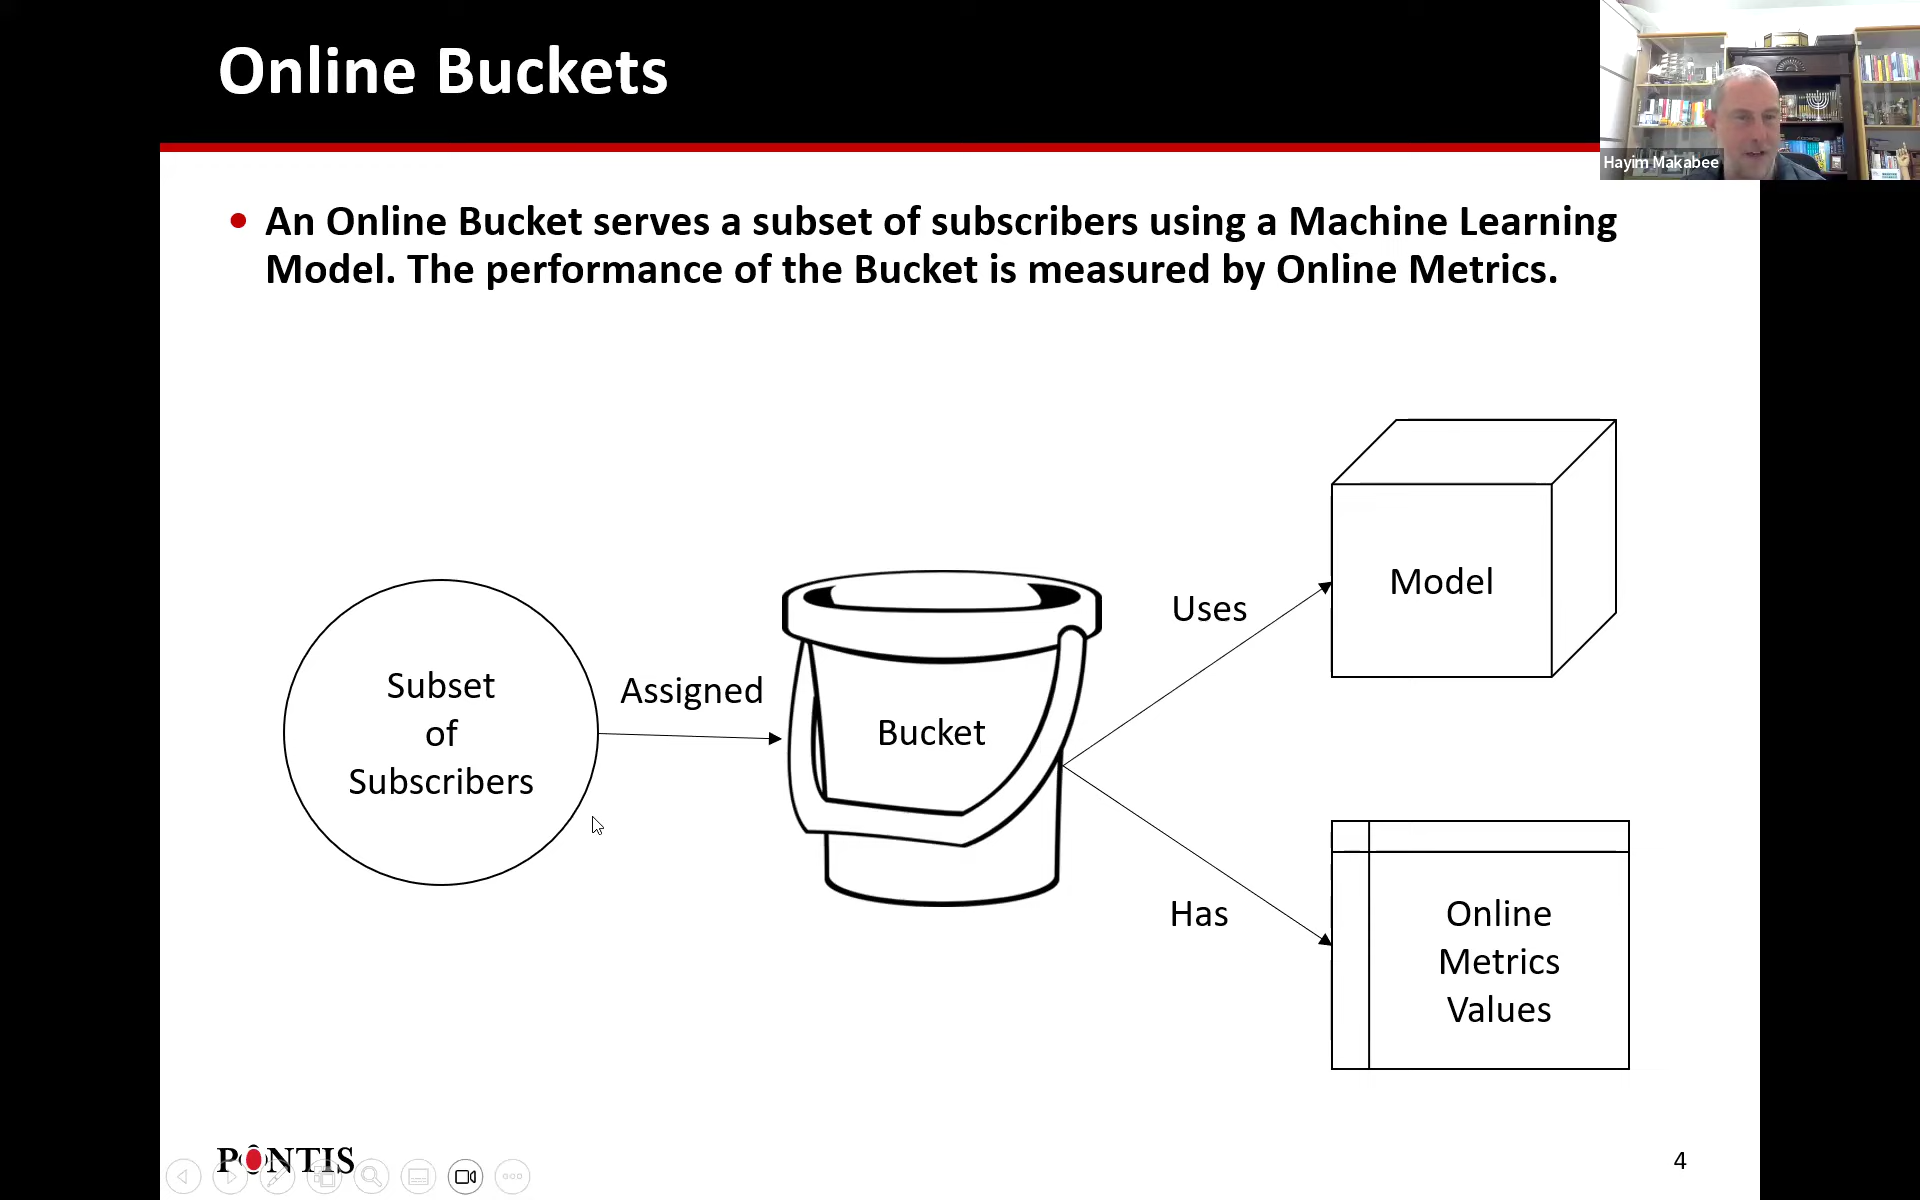 Online Buckets
Hayim Makabee
• An Online Bucket serves a subset of subscribers using a Machine Learning
Model. The performance of the Bucket is measured by Online Metrics.
Subset
of
Subscribers
Assigned
Bucket
Uses
Model
Has
Online
Metrics
Values
PONTIS
4